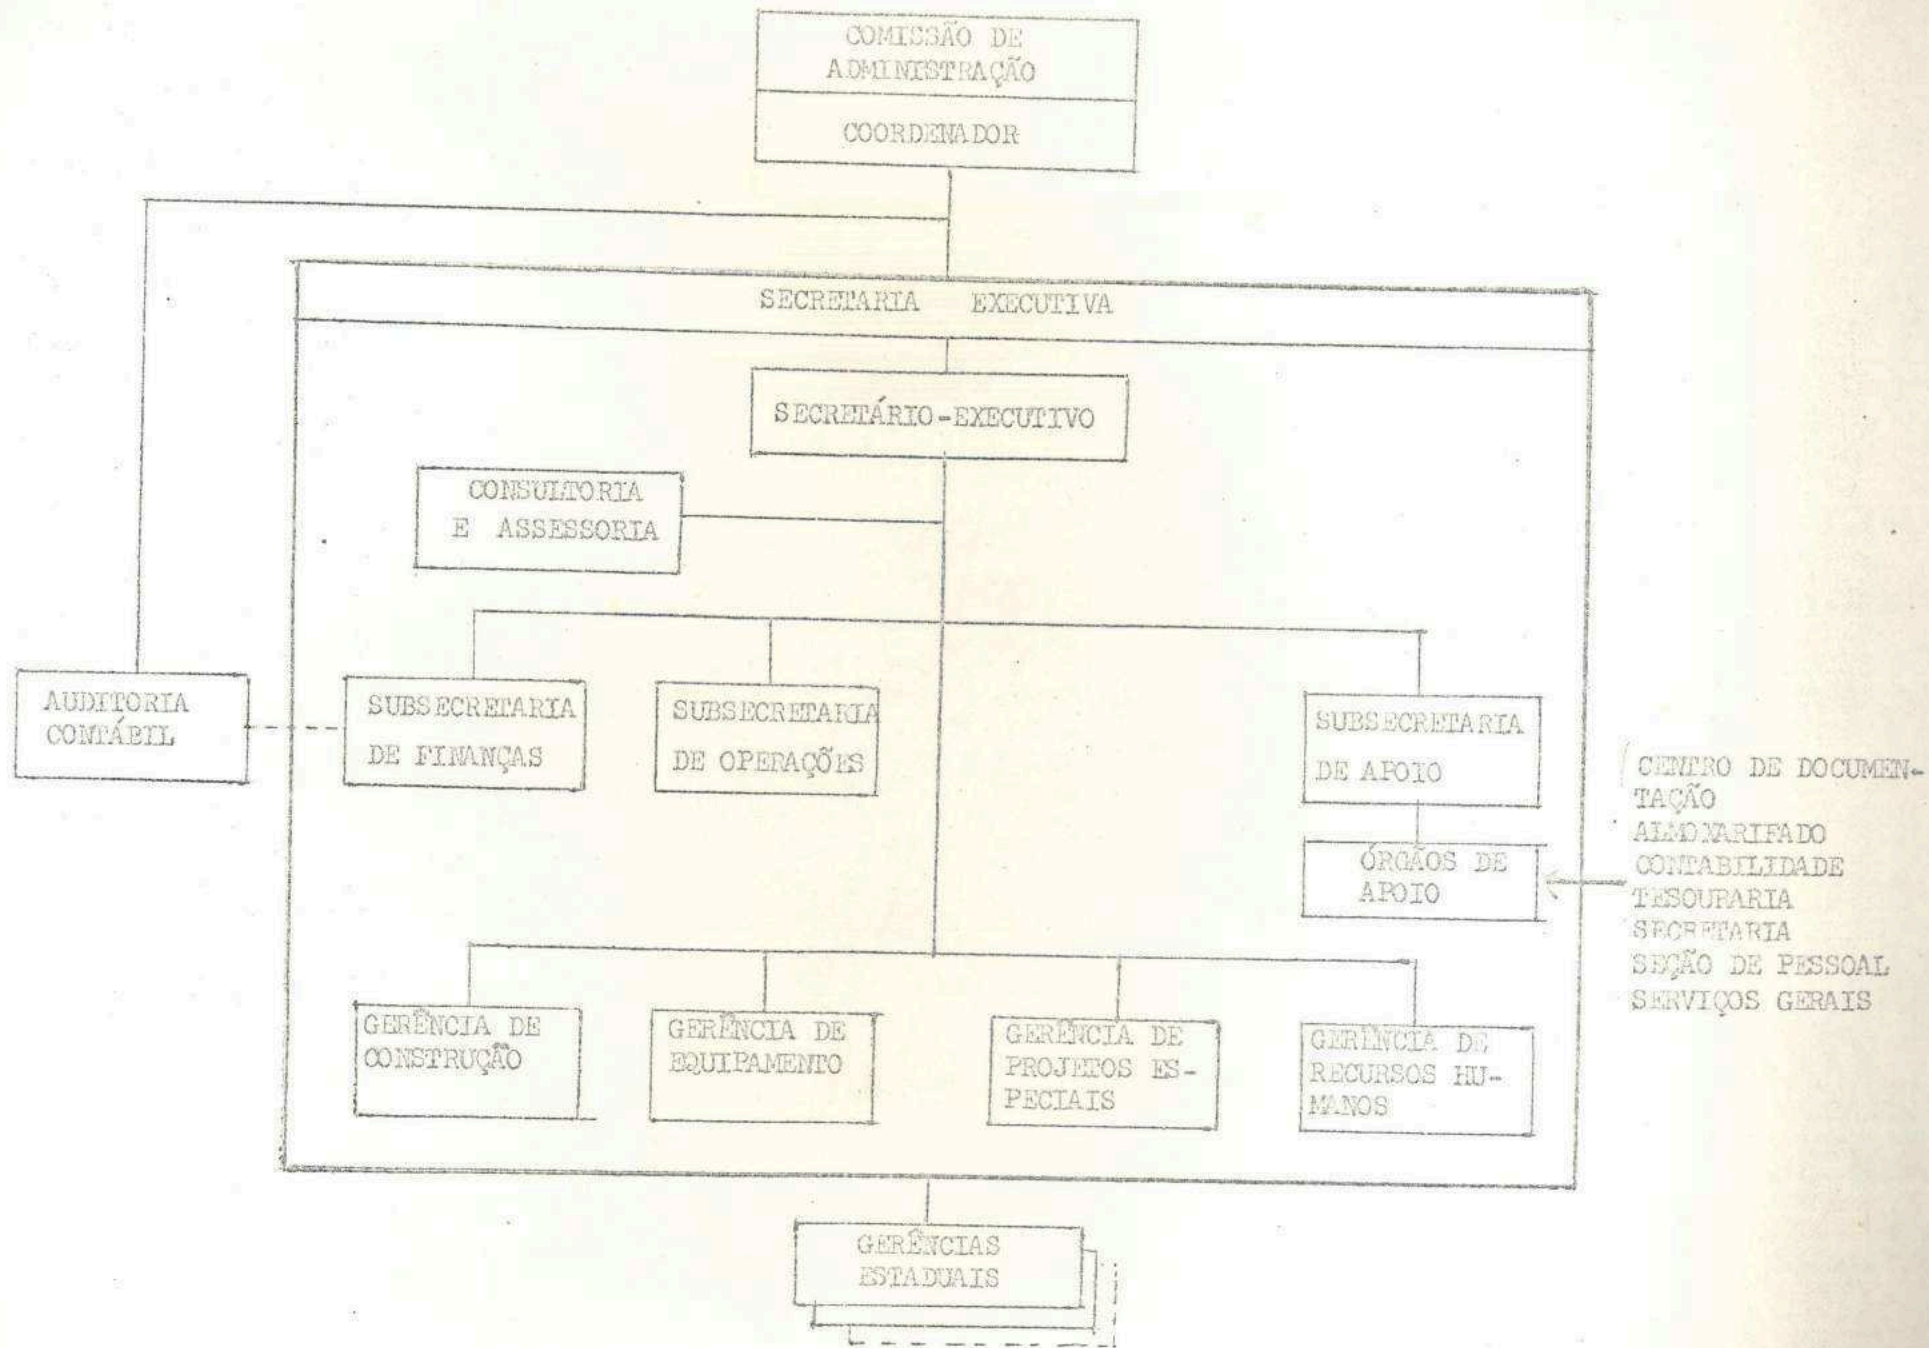 COMISSÃO DE
ADMINISTRAÇÃO
COORDENADOR
SECRETARIA EXECUTIVA
SECRETÁRIO-EXECUTIVO
CONSULTORIA
E ASSESSORIA
AUDITORIA
CONTÁBIL
SUBSECRETARIA
DE FINANÇAS
SUBSECRETARIA
DE OPERAÇÕES
SUBSECRETARIA
DE APOIO
ÓRGÃOS DE
APOIO
CENTRO DE DOCUMEN-
TAÇÃO
ALMOXARIFADO
CONTABILIDADE
TESOURARIA
SECRETARIA
SEÇÃO DE PESSOAL
SERVIÇOS GERAIS
GERÊNCIA DE
CONSTRUÇÃO
GERÊNCIA DE
EQUIPAMENTO
GERÊNCIA DE
PROJETOS ES-
PECIAIS
GERÊNCIA DE
RECURSOS HU-
MANOS
GERÊNCIAS
ESTADUAIS